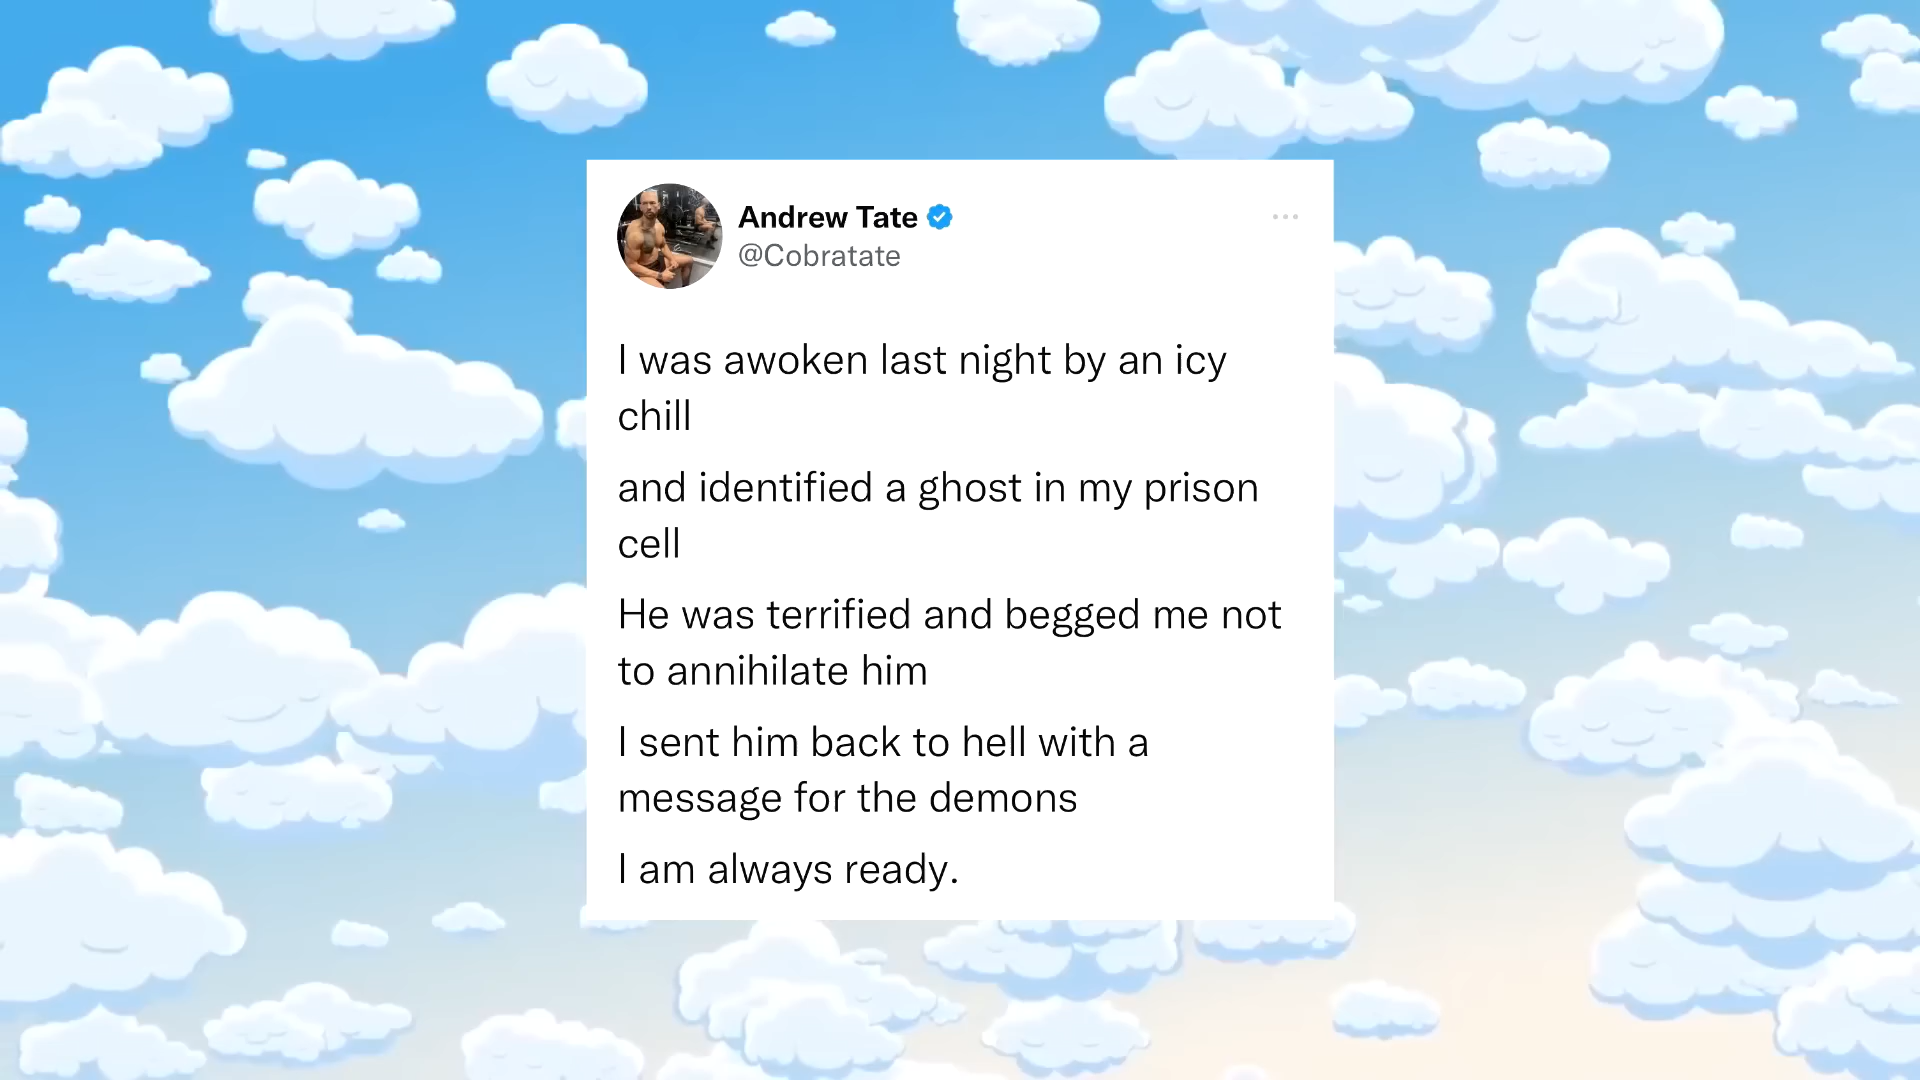 Andrew Tate
@Cobratate
I was awoken last night by an icy
chill
and identified a ghost in my prison
cell
He was terrified and begged me not
to annihilate him
I sent him back to hell with a
message for the demons
I am always ready.